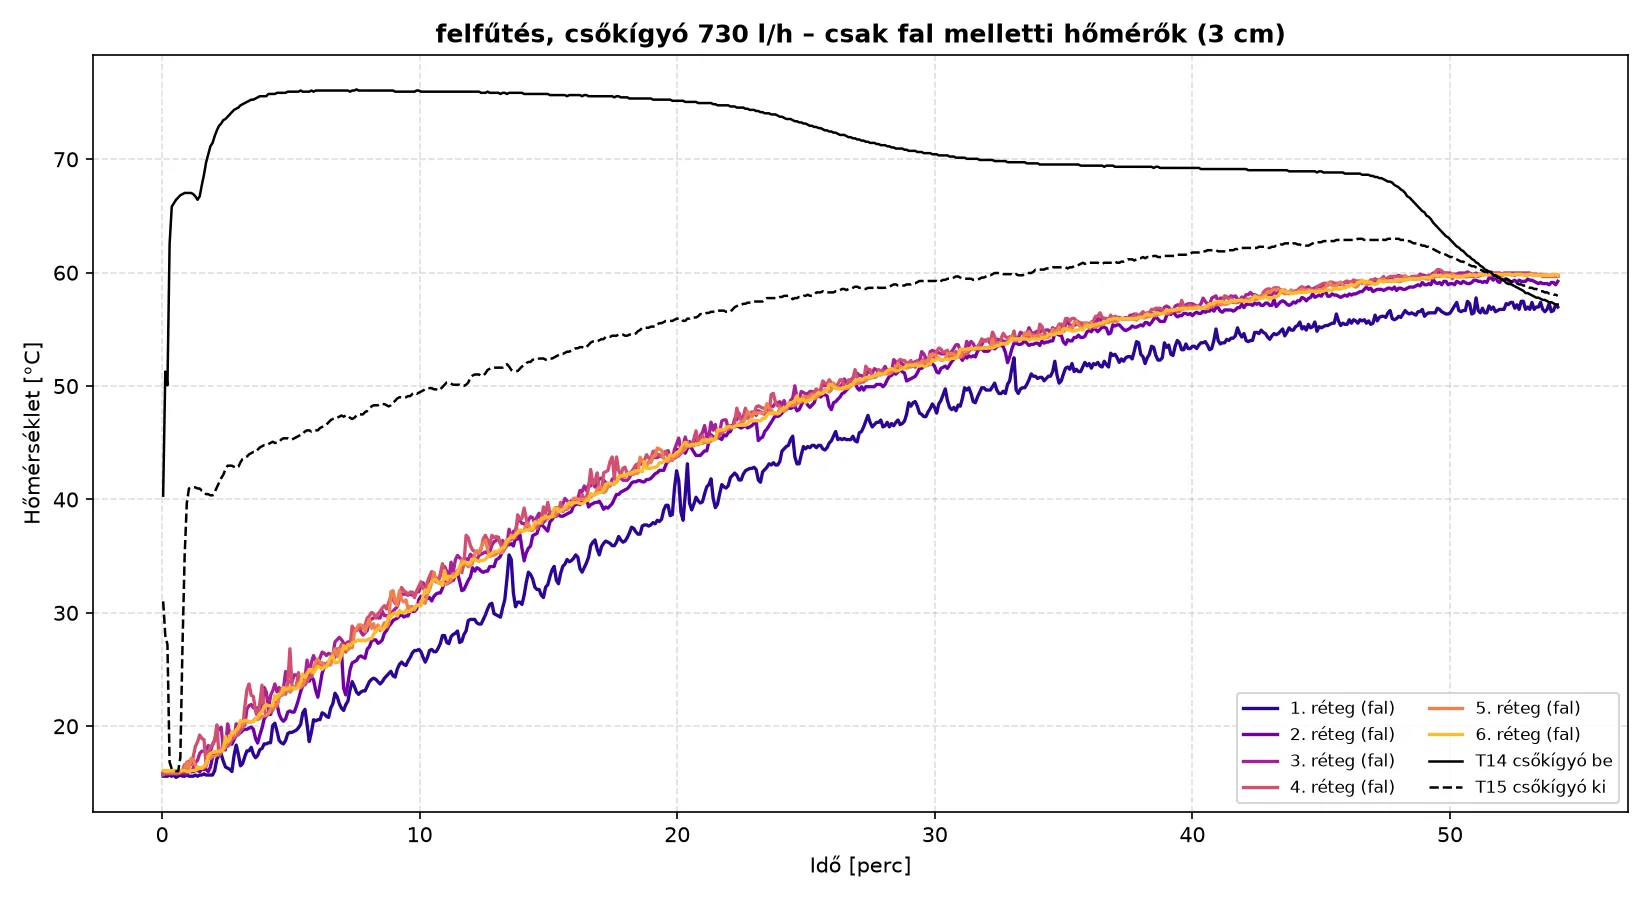 felfűtés, csőkígyó 730 l/h – csak fal melletti hőmérők (3 cm)
Hőmérséklet [°C]
70
60
50
40
30
20
0 10 20 30 40 50
Idő [perc]
1. réteg (fal)
2. réteg (fal)
3. réteg (fal)
4. réteg (fal)
5. réteg (fal)
6. réteg (fal)
T14 csőkígyó be
T15 csőkígyó ki